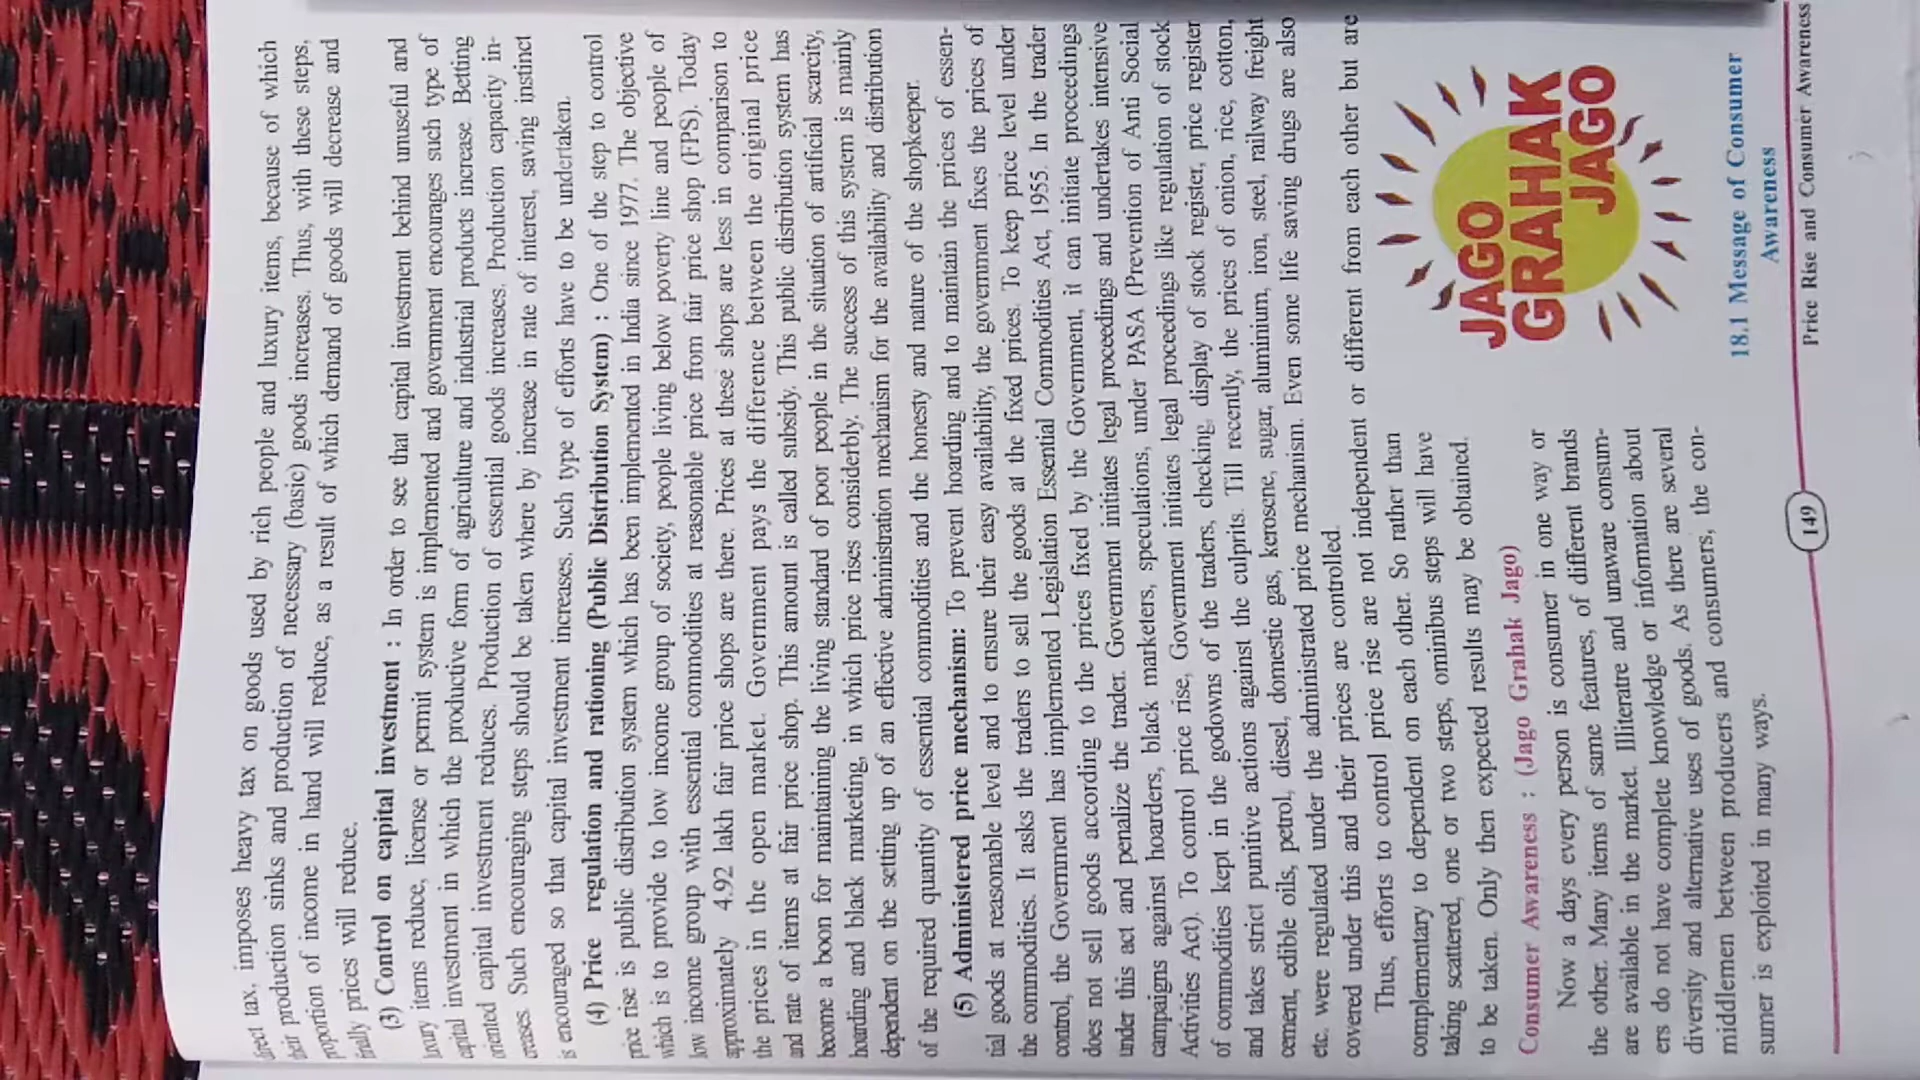 direct tax, imposes heavy tax on goods used by rich people and luxury items, because of which
their production sinks and production of necessary (basic) goods increases. Thus, with these steps,
proportion of income in hand will reduce, as a result of which demand of goods will decrease and
finally prices will reduce.
(3) Control on capital investment : In order to see that capital investment behind unuseful and
luxury items reduce, license or permit system is implemented and government encourages such type of
capital investment in which the productive form of agriculture and industrial products increase. Betting
oriented capital investment reduces. Production of essential goods increases. Production capacity in-
creases. Such encouraging steps should be taken where by increase in rate of interest, saving instinct
is encouraged so that capital investment increases. Such type of efforts have to be undertaken.
(4) Price regulation and rationing (Public Distribution System) : One of the step to control
price rise is public distribution system which has been implemented in India since 1977. The objective
which is to provide to low income group of society, people living below poverty line and people of
low income group with essential commodities at reasonable price from fair price shop (FPS). Today
approximately 4.92 lakh fair price shops are there. Prices at these shops are less in comparison to
the prices in the open market. Government pays the difference between the original price
and rate of items at fair price shop. This amount is called subsidy. This public distribution system has
become a boon for maintaining the living standard of poor people in the situation of artificial scarcity,
hoarding and black marketing, in which price rises considerably. The success of this system is mainly
dependent on the setting up of an effective administration mechanism for the availability and distribution
of the required quantity of essential commodities and the honesty and nature of the shopkeeper.
(5) Administered price mechanism: To prevent hoarding and to maintain the prices of essen-
tial goods at reasonable level and to ensure their easy availability, the government fixes the prices of
the commodities. It asks the traders to sell the goods at the fixed prices. To keep price level under
control, the Government has implemented Legislation Essential Commodities Act, 1955. In the trader
does not sell goods according to the prices fixed by the Government, it can initiate procceedings
under this act and penalize the trader. Government initiates legal proceedings and undertakes intensive
campaigns against hoarders, black marketers, speculations, under PASA (Prevention of Anti Social
Activities Act). To control price rise, Government initiates legal proceedings like regulation of stock
of commodities kept in the godowns of the traders, checking, display of stock register, price register
and takes strict punitive actions against the culprits. Till recently, the prices of onion, rice, cotton,
cement, edible oils, petrol, diesel, domestic gas, keroscne, sugar, aluminium, iron, steel, railway freight
etc. were regulated under the administrated price mechanism. Even some life saving drugs are also
covered under this and their prices are controlled.
Thus, efforts to control price rise are not independent or different from each other but are
complementary to dependent on each other. So rather than
taking scattered, one or two steps, ominibus steps will have
to be taken. Only then expected results may be obtained.
Consumer Awareness : (Jago Grahak Jago)
Now a days every person is consumer in one way or
the other. Many items of same features, of different brands
are available in the market. Illiteratre and unaware consum-
ers do not have complete knowledge or information about
diversity and alternative uses of goods. As there are several
middlemen between producers and consumers, the con-
sumer is exploited in many ways.
JAGO
GRAHAK
JAGO
18.1 Message of Consumer
Awareness
149
Price Rise and Consumer Awareness